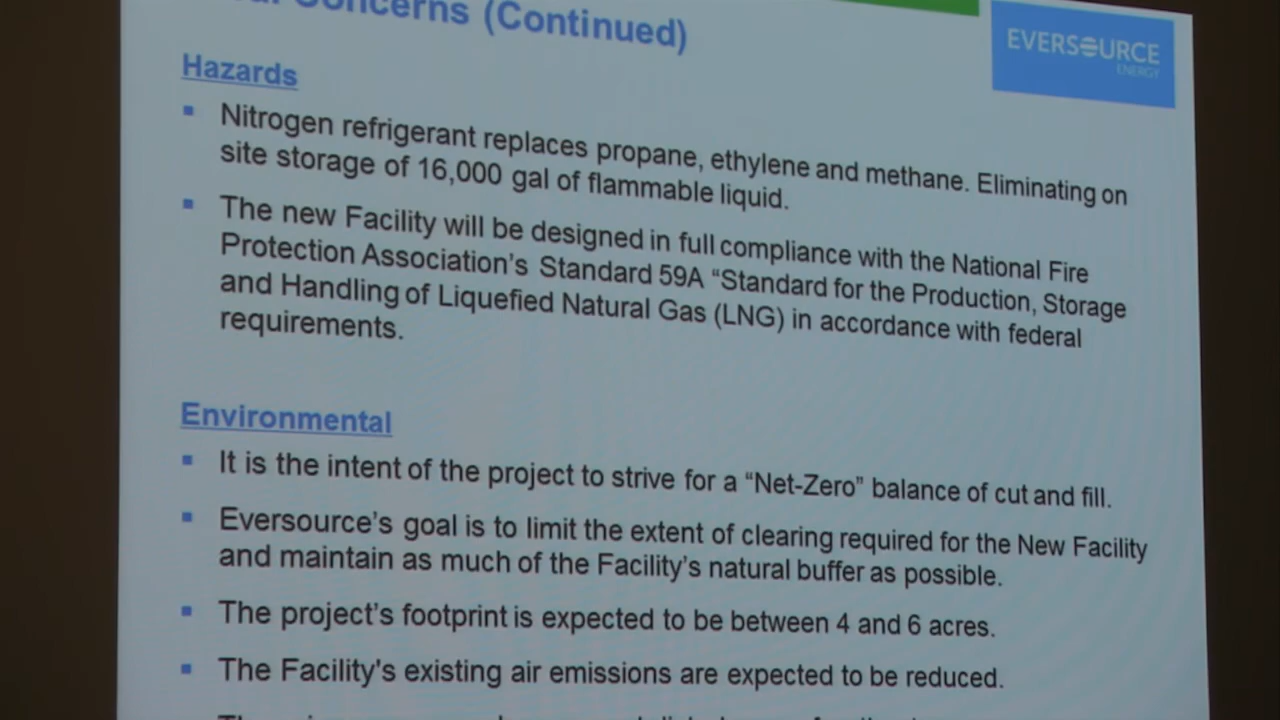 Concerns (Continued)
EVERSOURCE
ENERGY
Hazards
Nitrogen refrigerant replaces propane, ethylene and methane. Eliminating on
site storage of 16,000 gal of flammable liquid.
The new Facility will be designed in full compliance with the National Fire
Protection Association's Standard 59A “Standard for the Production, Storage
and Handling of Liquefied Natural Gas (LNG) in accordance with federal
requirements.
Environmental
It is the intent of the project to strive for a “Net-Zero” balance of cut and fill.
Eversource's goal is to limit the extent of clearing required for the New Facility
and maintain as much of the Facility's natural buffer as possible.
The project's footprint is expected to be between 4 and 6 acres.
The Facility's existing air emissions are expected to be reduced.